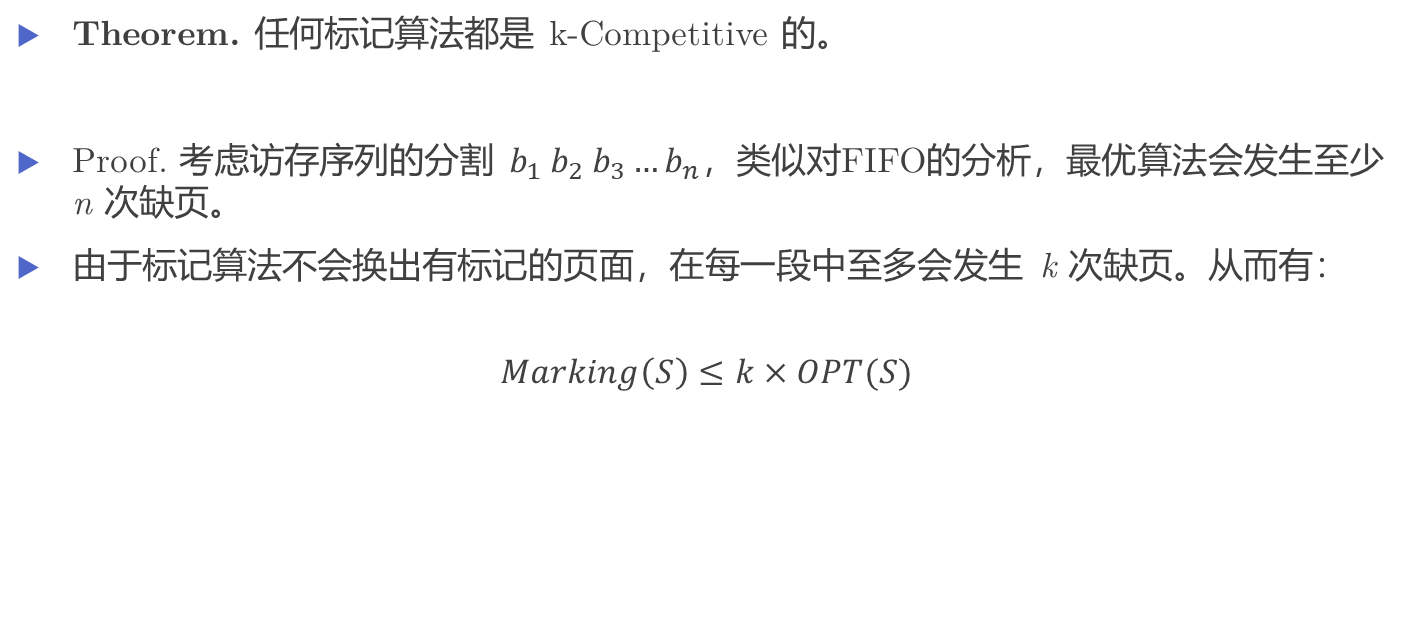 Theorem. 任何标记算法都是 k-Competitive 的。
Proof. 考虑访存序列的分割 b₁ b₂ b₃ … bₙ，类似对FIFO的分析，最优算法会发生至少
n 次缺页。
由于标记算法不会换出有标记的页面，在每一段中至多会发生 k 次缺页。从而有：
Marking(S) ≤ k × OPT(S)